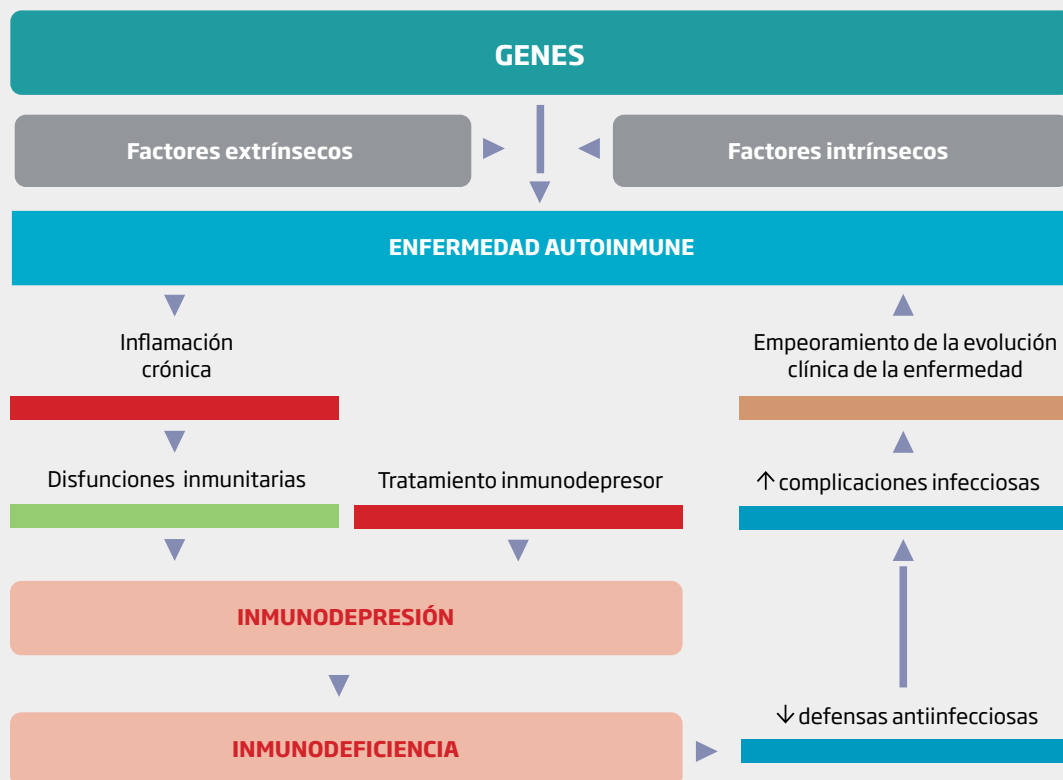 GENES
Factores extrínsecos
Factores intrínsecos
ENFERMEDAD AUTOINMUNE
Inflamación
crónica
Empeoramiento de la evolución
clínica de la enfermedad
Disfunciones inmunitarias
Tratamiento inmunodepresor
↑ complicaciones infecciosas
INMUNODEPRESIÓN
INMUNODEFICIENCIA
↓ defensas antiinfecciosas